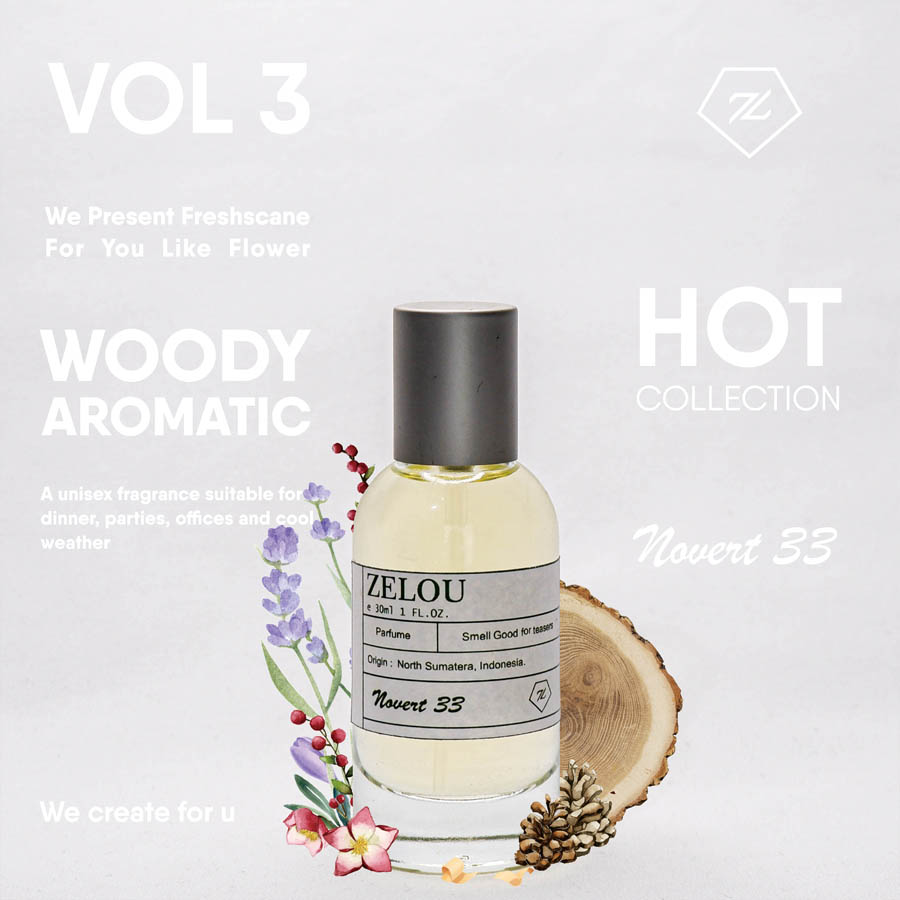 VOL 3
ZL
We Present Freshscane
For You Like Flower
HOT
COLLECTION
WOODY
AROMATIC
A unisex fragrance suitable for
dinner, parties, offices and cool
weather
Novert 33
ZELOU
e 30ml 1 FL.OZ.
Parfume
Smell Good for teasers
Origin : North Sumatera, Indonesia.
Novert 33
ZL
We create for u